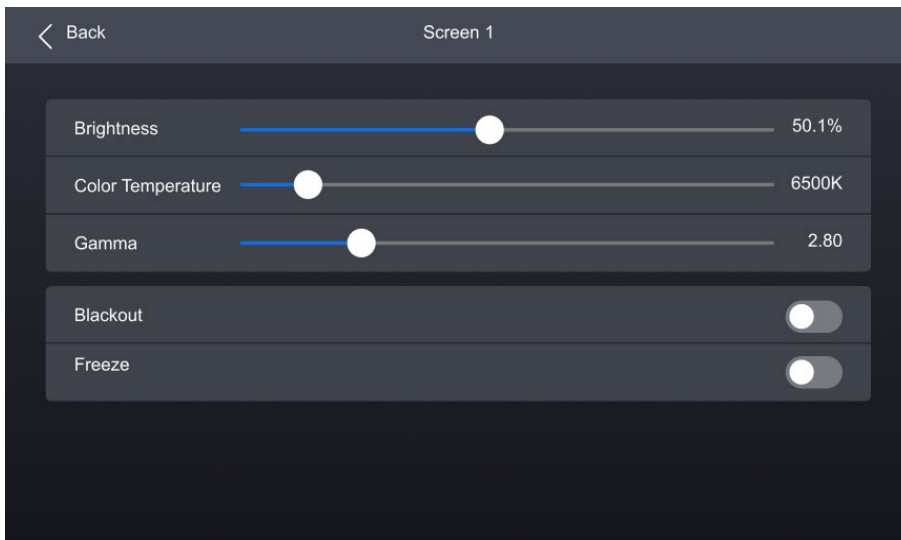 Back
Screen 1
Brightness 50.1%
Color Temperature 6500K
Gamma 2.80
Blackout
Freeze